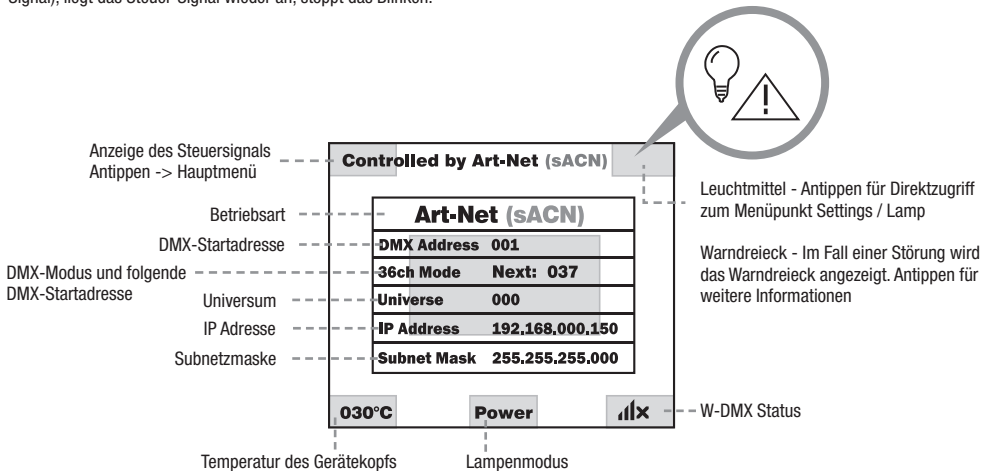 Signal), liegt das Steuer-Signal wieder an, stoppt das Blinken.
Anzeige des Steuersignals
Antippen -> Hauptmenü
Controlled by Art-Net (sACN)
Leuchtmittel - Antippen für Direktzugriff
zum Menüpunkt Settings / Lamp
Warndreieck - Im Fall einer Störung wird
das Warndreieck angezeigt. Antippen für
weitere Informationen
Betriebsart
Art-Net (sACN)
DMX-Startadresse
DMX Address 001
DMX-Modus und folgende
DMX-Startadresse
36ch Mode Next: 037
Universum
Universe 000
IP Adresse
IP Address 192.168.000.150
Subnetzmaske
Subnet Mask 255.255.255.000
030°C
Power
W-DMX Status
Temperatur des Gerätekopfs
Lampenmodus